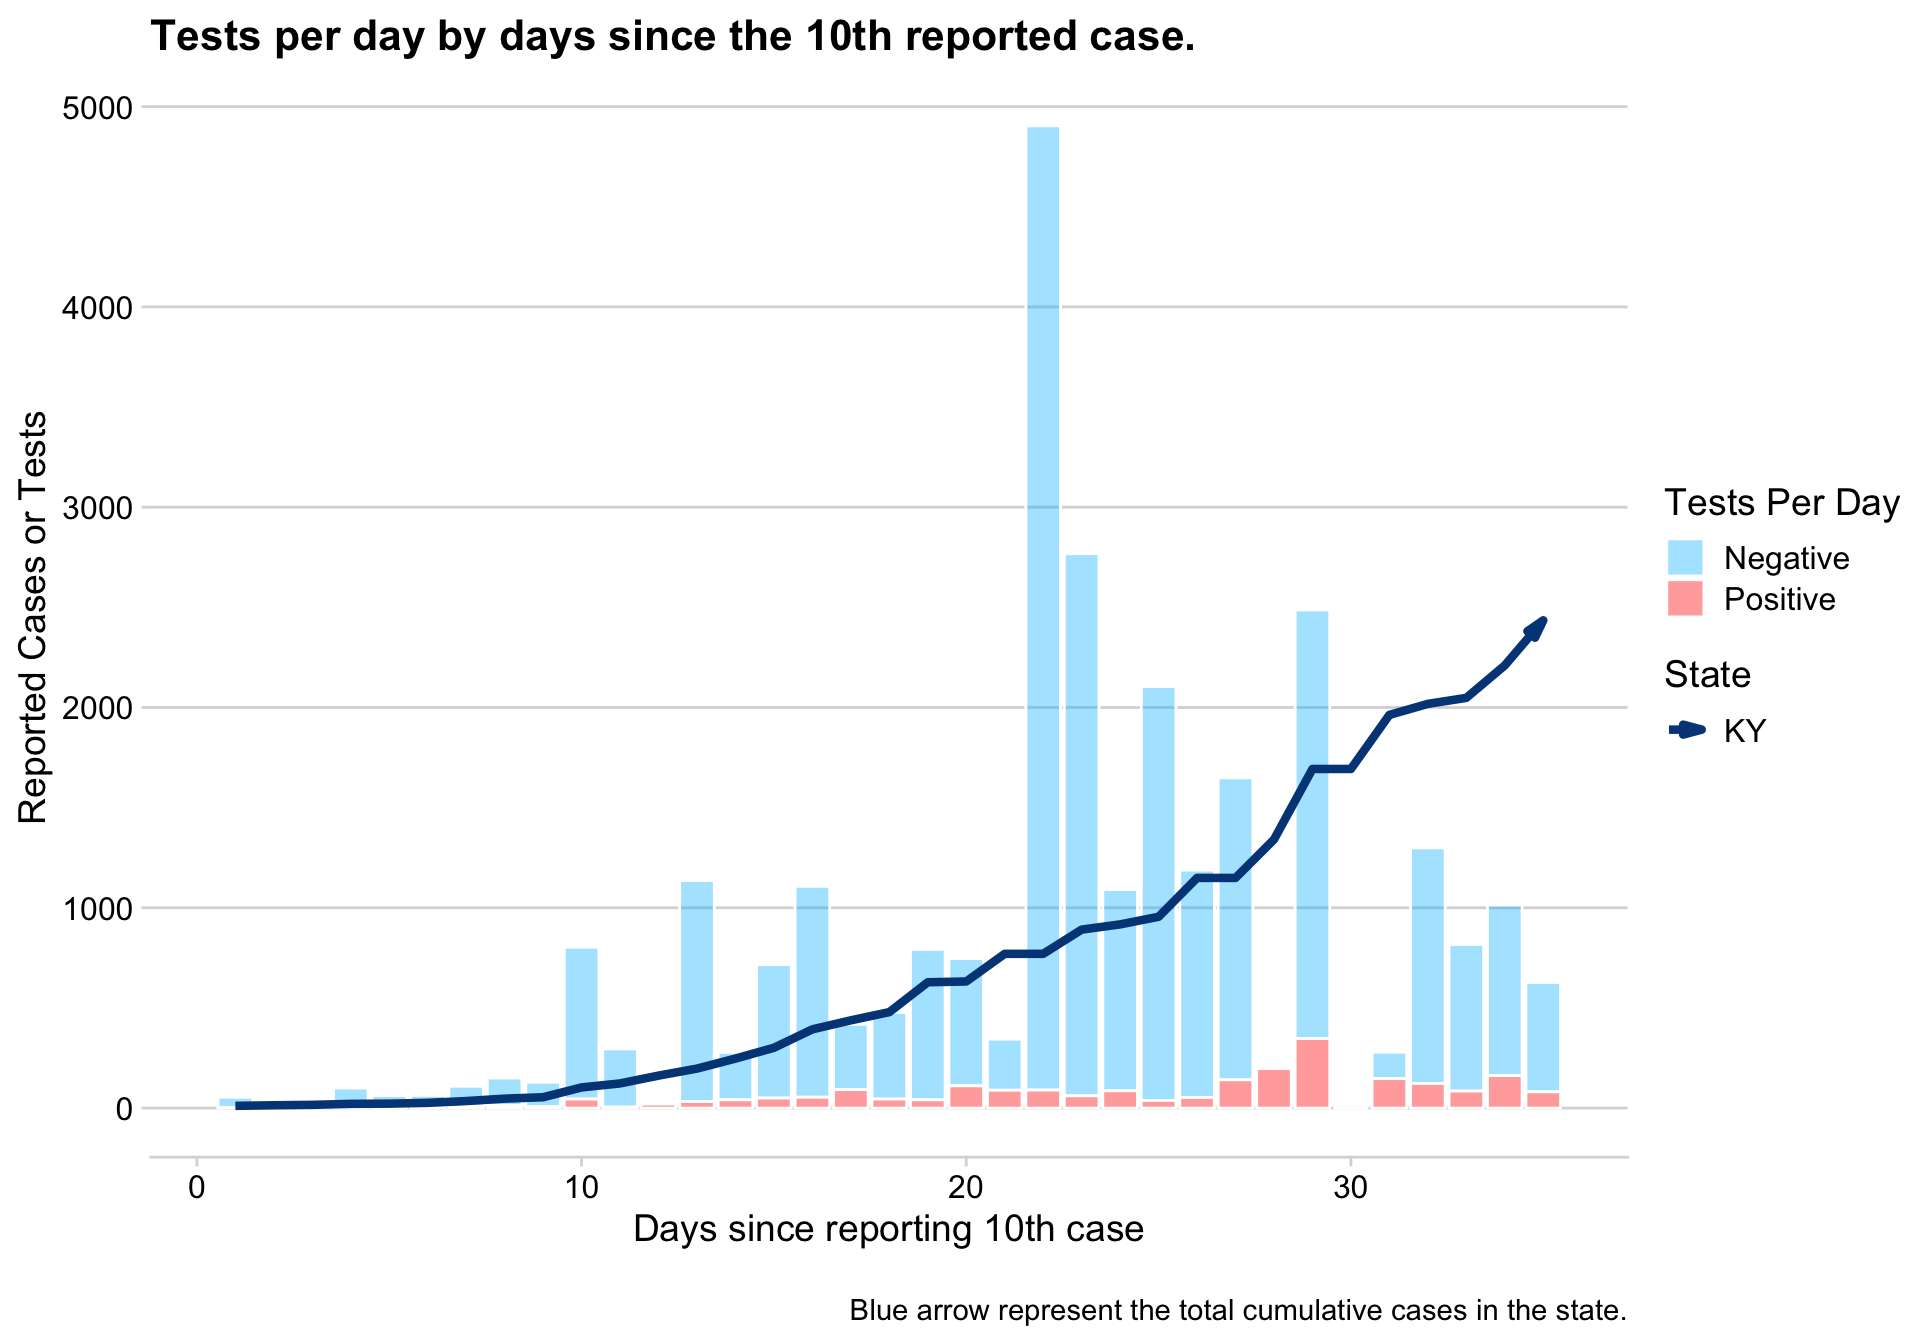 Tests per day by days since the 10th reported case.
5000
4000
3000
2000
1000
0
Reported Cases or Tests
0 10 20 30
Days since reporting 10th case
Tests Per Day
Negative
Positive
State
KY
Blue arrow represent the total cumulative cases in the state.